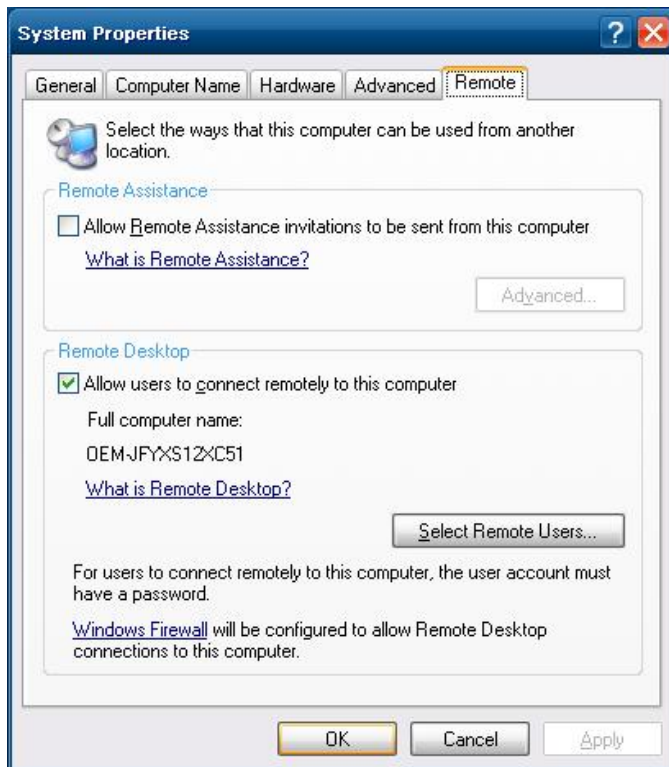 System Properties
General
Computer Name
Hardware
Advanced
Remote
Select the ways that this computer can be used from another
location.
Remote Assistance
Allow Remote Assistance invitations to be sent from this computer
What is Remote Assistance?
Advanced...
Remote Desktop
Allow users to connect remotely to this computer
Full computer name:
OEM-JFYXS12XC51
What is Remote Desktop?
Select Remote Users...
For users to connect remotely to this computer, the user account must
have a password.
Windows Firewall will be configured to allow Remote Desktop
connections to this computer.
OK
Cancel
Apply